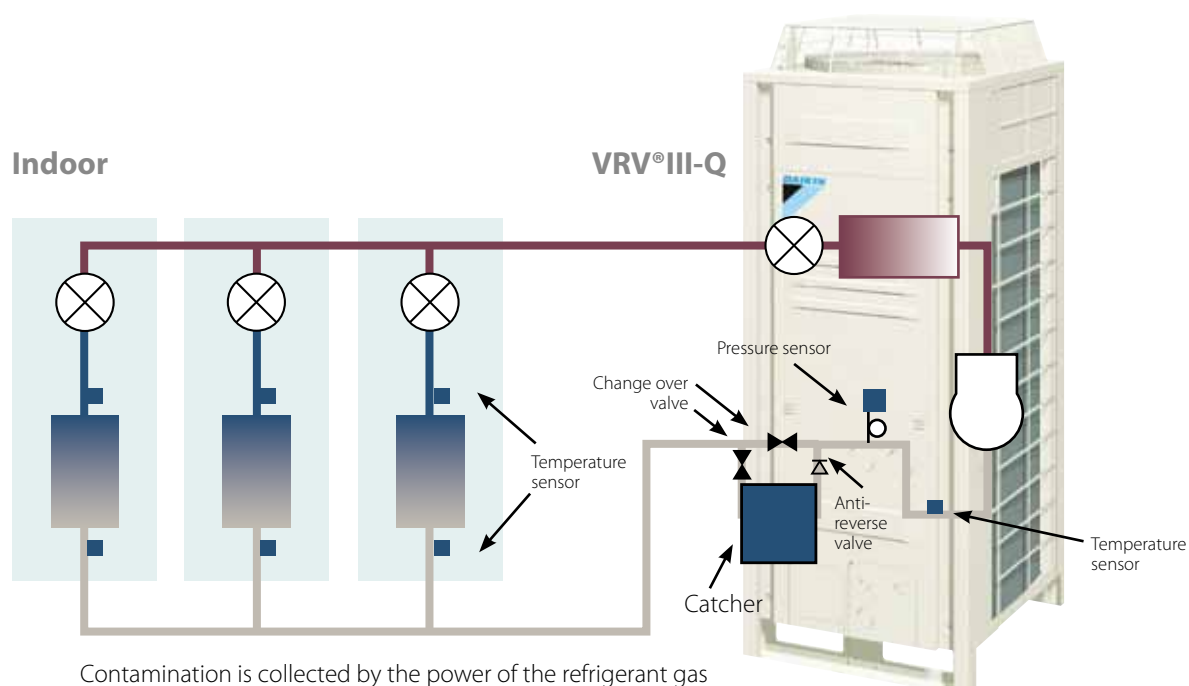 Indoor
VRV®III-Q
DAIKIN
Pressure sensor
Change over
valve
Temperature
sensor
Anti-
reverse
valve
Temperature
sensor
Catcher
Contamination is collected by the power of the refrigerant gas